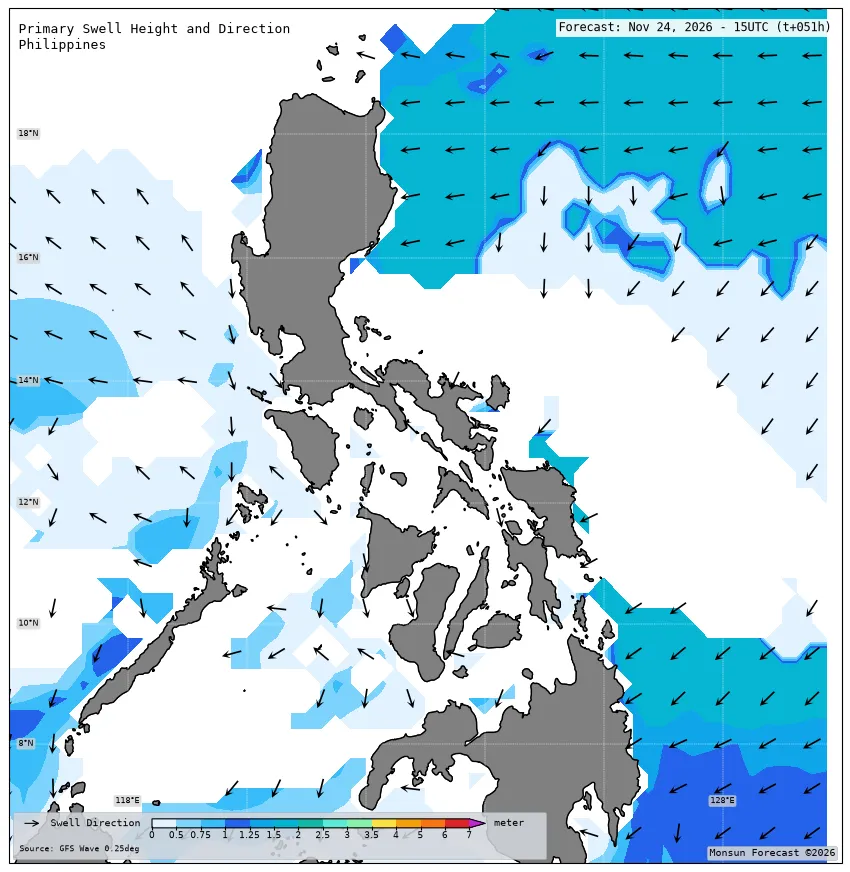 Primary Swell Height and Direction
Philippines
Forecast: Nov 24, 2026 - 15UTC (t+051h)
18°N
16°N
14°N
12°N
10°N
8°N
118°E
128°E
Swell Direction
0 0.5 0.75 1 1.25 1.5 2 2.5 3 3.5 4 5 6 7
meter
Source: GFS Wave 0.25deg
Monsun Forecast ©2026